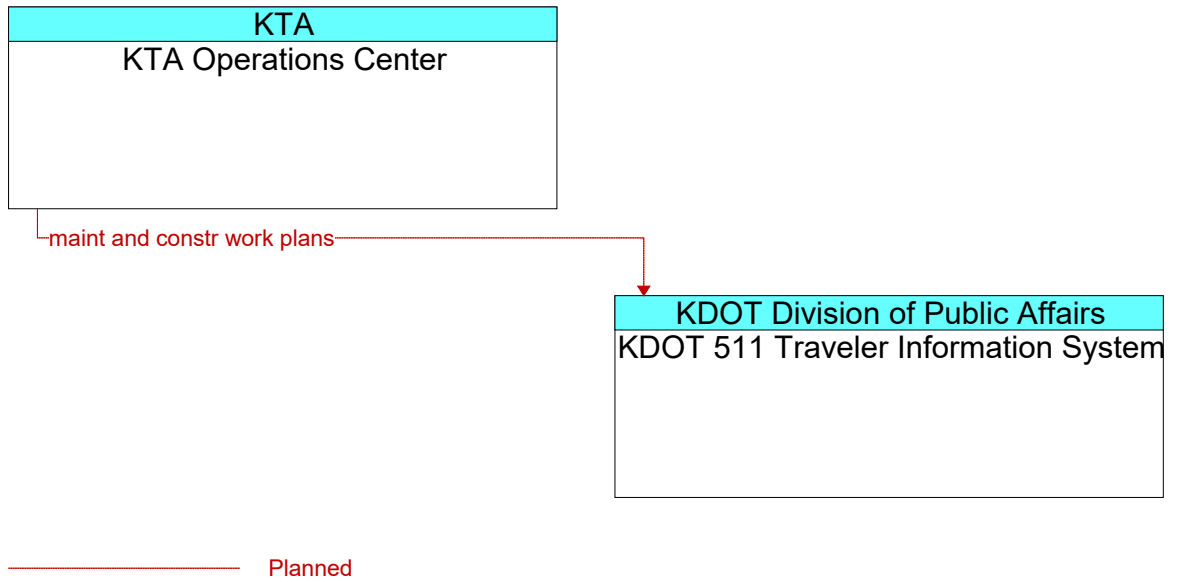 KTA
KTA Operations Center
maint and constr work plans
KDOT Division of Public Affairs
KDOT 511 Traveler Information System
Planned